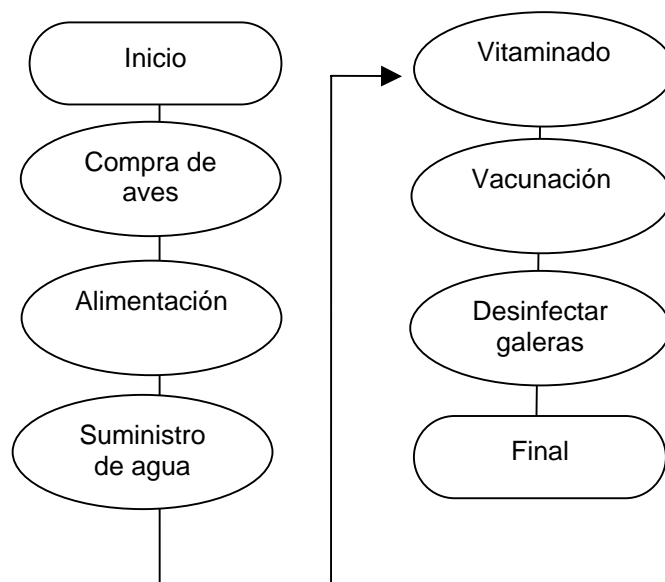 Inicio
Compra de
aves
Alimentación
Suministro
de agua
Vitaminado
Vacunación
Desinfectar
galeras
Final